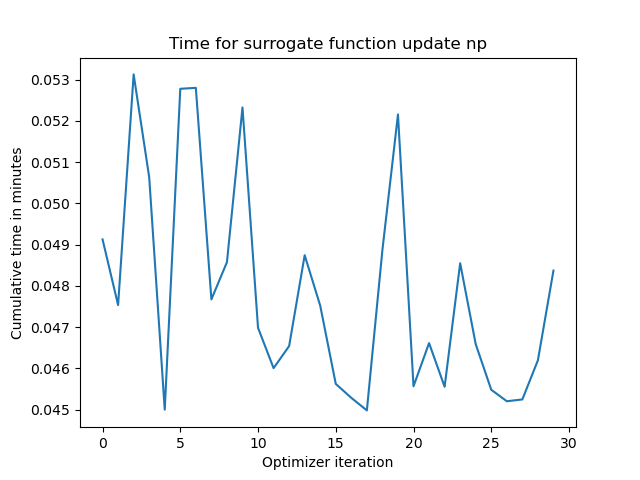 Time for surrogate function update np
Cumulative time in minutes
0.053
0.052
0.051
0.050
0.049
0.048
0.047
0.046
0.045
0 5 10 15 20 25 30
Optimizer iteration